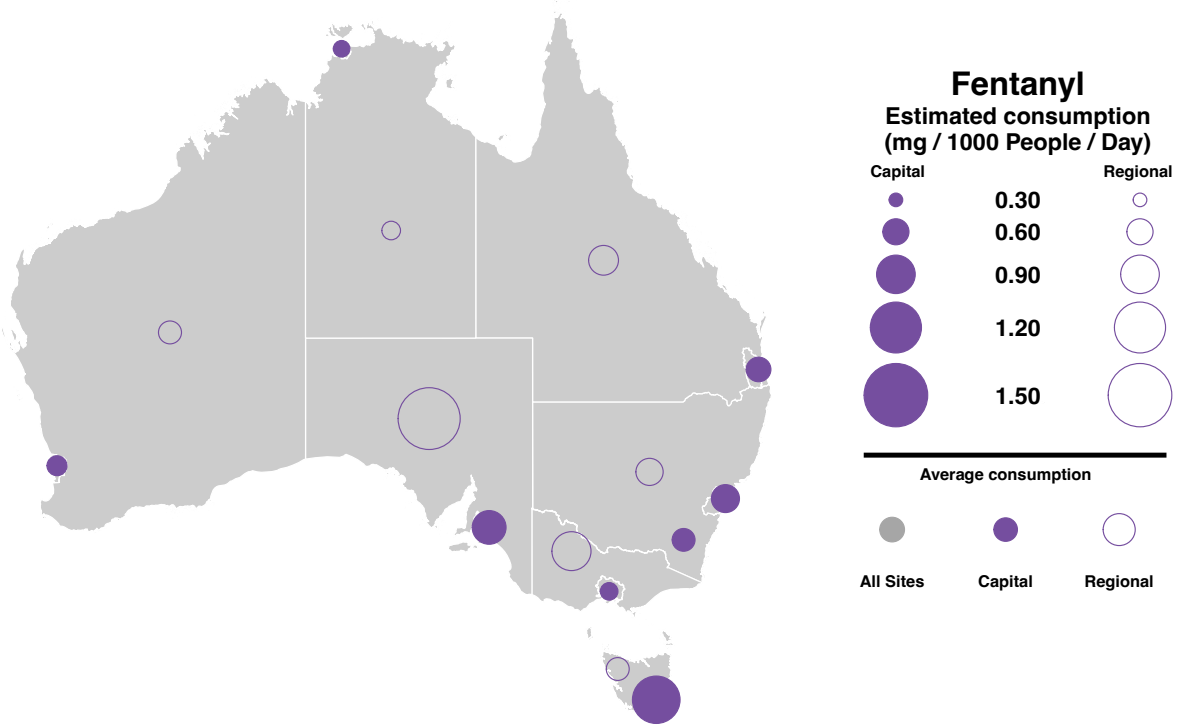 Fentanyl
Estimated consumption
(mg / 1000 People / Day)
Capital Regional
0.30
0.60
0.90
1.20
1.50
Average consumption
All Sites Capital Regional